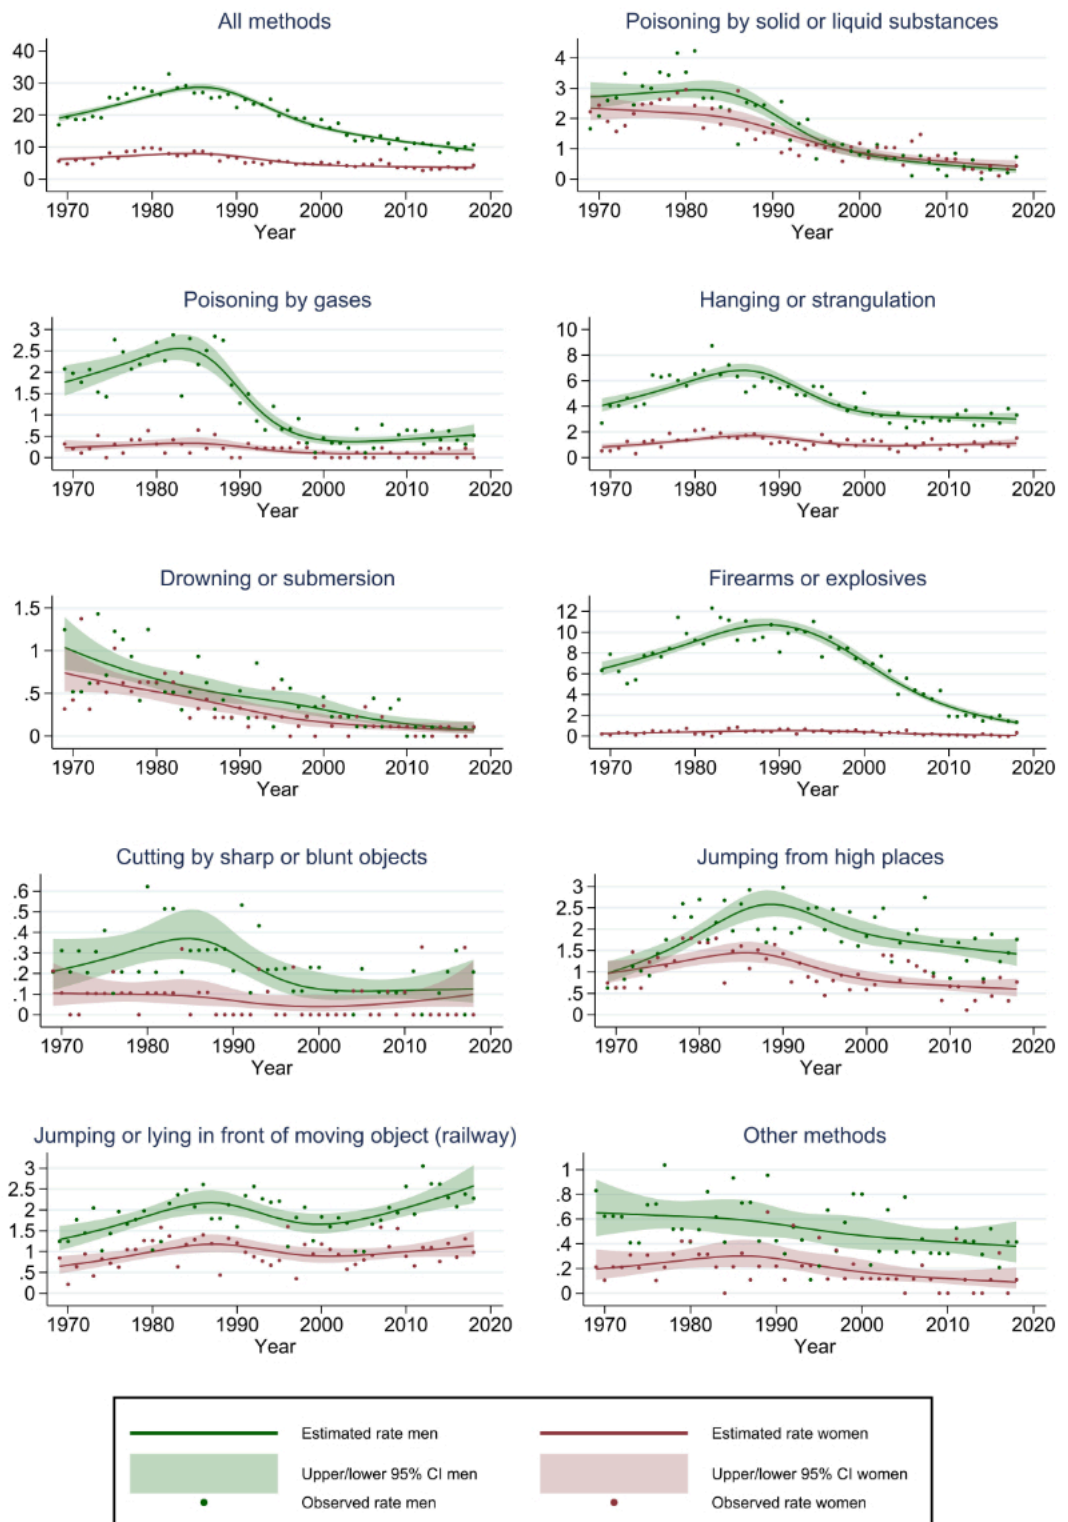 All methods
40
30
20
10
0
1970 1980 1990 2000 2010 2020
Year
Poisoning by solid or liquid substances
4
3
2
1
0
1970 1980 1990 2000 2010 2020
Year
Poisoning by gases
3
2.5
2
1.5
1
.5
0
1970 1980 1990 2000 2010 2020
Year
Hanging or strangulation
10
8
6
4
2
0
1970 1980 1990 2000 2010 2020
Year
Drowning or submersion
1.5
1
.5
0
1970 1980 1990 2000 2010 2020
Year
Firearms or explosives
12
10
8
6
4
2
0
1970 1980 1990 2000 2010 2020
Year
Cutting by sharp or blunt objects
.6
.5
.4
.3
.2
.1
0
1970 1980 1990 2000 2010 2020
Year
Jumping from high places
3
2.5
2
1.5
1
.5
0
1970 1980 1990 2000 2010 2020
Year
Jumping or lying in front of moving object (railway)
3
2.5
2
1.5
1
.5
0
1970 1980 1990 2000 2010 2020
Year
Other methods
1
.8
.6
.4
.2
0
1970 1980 1990 2000 2010 2020
Year
Estimated rate men
Estimated rate women
Upper/lower 95% CI men
Upper/lower 95% CI women
Observed rate men
Observed rate women